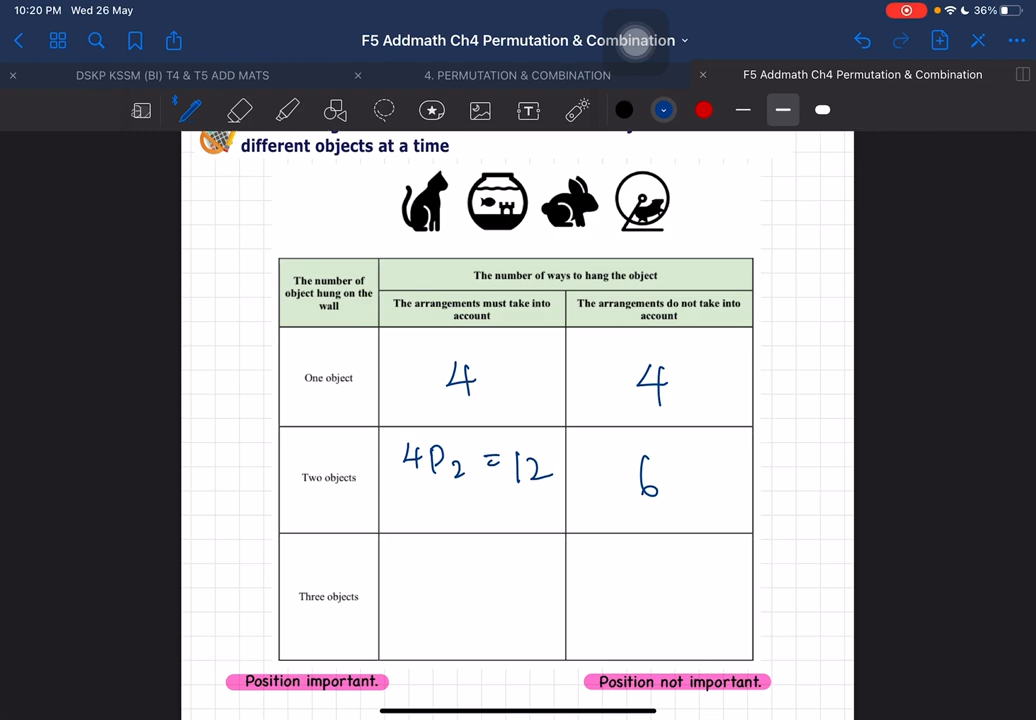 10:20 PM Wed 26 May
36%
F5 Addmath Ch4 Permutation & Combination
DSKP KSSM (BI) T4 & T5 ADD MATS
4. PERMUTATION & COMBINATION
F5 Addmath Ch4 Permutation & Combination
different objects at a time
The number of
object hung on the
wall
The number of ways to hang the object
The arrangements must take into
account
The arrangements do not take into
account
One object
4
4
Two objects
4P2 = 12
6
Three objects
Position important.
Position not important.